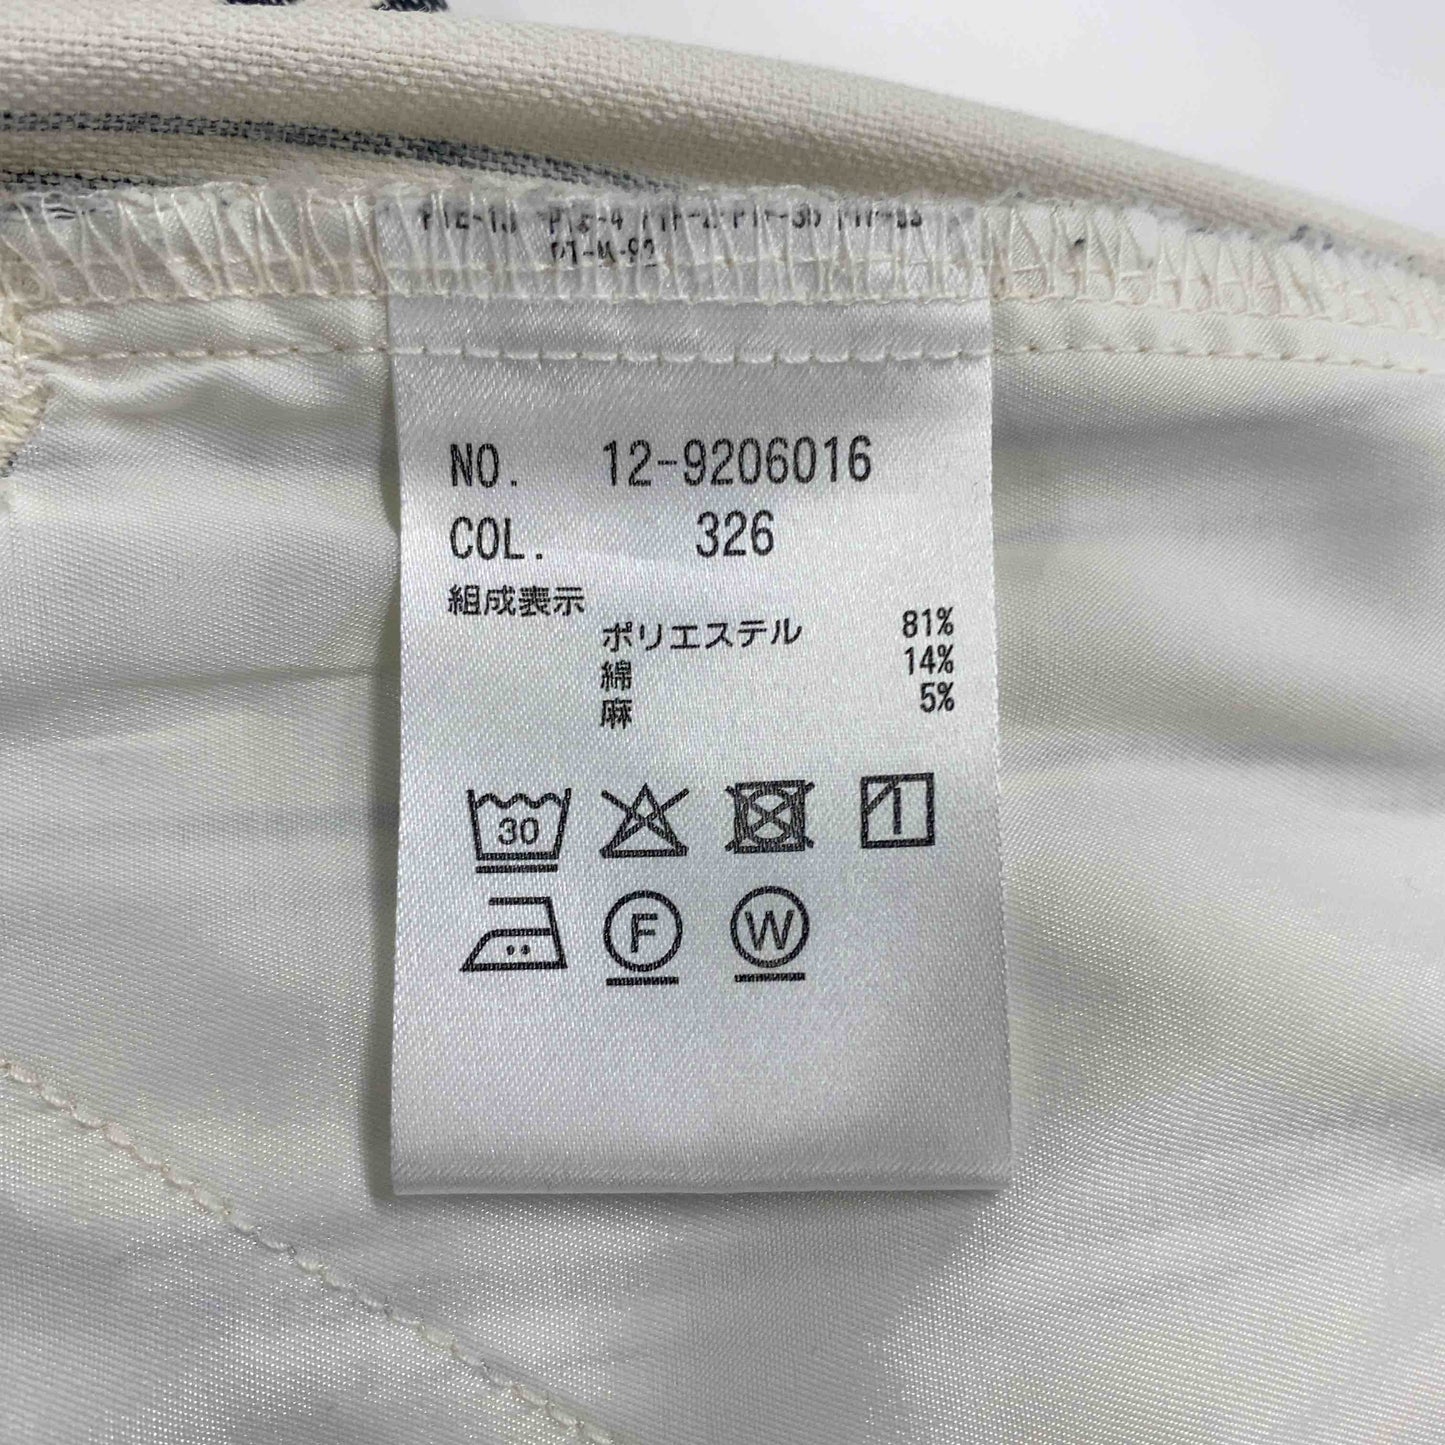 NO. 12-9206016
COL. 326
組成表示
ポリエステル 81%
綿 14%
麻 5%
30
F
W